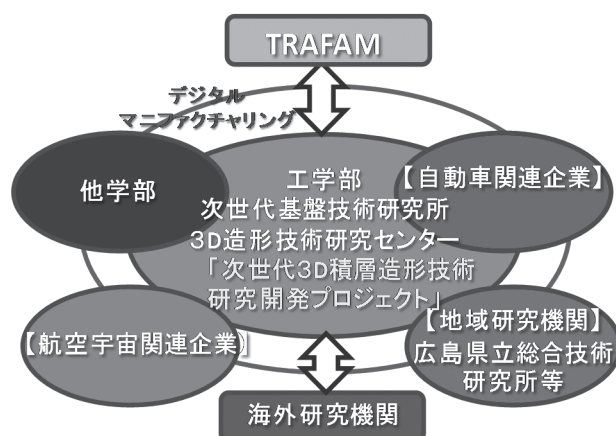 TRAFAM
デジタル
マニファクチャリング
他学部
工学部
次世代基盤技術研究所
3D造形技術研究センター
「次世代3D積層造形技術
研究開発プロジェクト」
【自動車関連企業】
【航空宇宙関連企業】
【地域研究機関】
広島県立総合技術
研究所等
海外研究機関